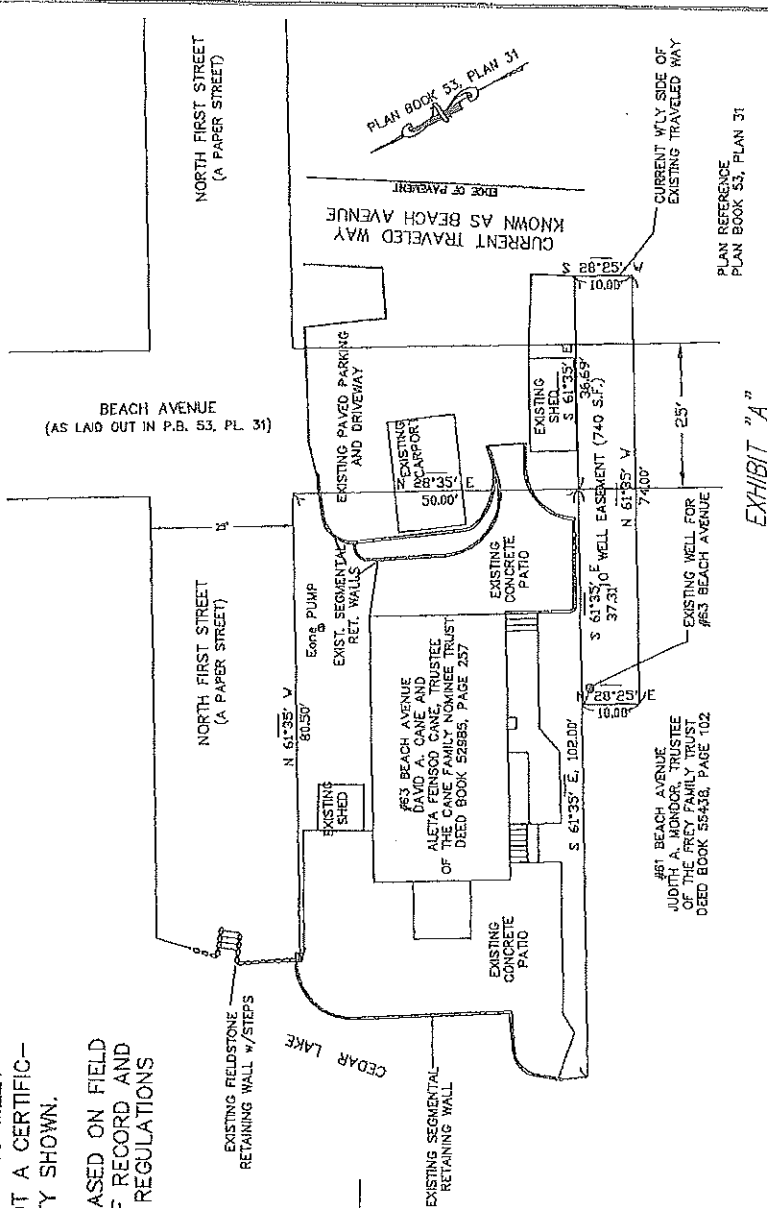 NORTH FIRST STREET
(A PAPER STREET)
PLAN BOOK 53, PLAN 31
CURRENT W'LY SIDE OF
EXISTING TRAVELED WAY
EDGE OF PAVEMENT
CURRENT TRAVELED WAY
KNOWN AS BEACH AVENUE
PLAN REFERENCE
PLAN BOOK 53, PLAN 31
S 28°25' W
10.00'
BEACH AVENUE
(AS LAID OUT IN P.B. 53, PL. 31)
EXISTING PAVED PARKING
AND DRIVEWAY
EXISTING
CARPORT
N 28°35' E
50.00'
EXISTING
SHED
S 61°35' E
36.69'
WELL EASEMENT (740 S.F.)
N 61°35' W
74.00'
25'
EXHIBIT "A"
25'
NORTH FIRST STREET
(A PAPER STREET)
Eone PUMP
EXIST. SEGMENTAL
RET. WALLS
EXISTING
CONCRETE
PATIO
S 61°35' E
37.31'
10'
EXISTING WELL FOR
#63 BEACH AVENUE
N 28°25' E
10.00'
N 61°35' W
80.50'
#63 BEACH AVENUE
DAVID A. CANE AND
ALETA FEINSOD CANE, TRUSTEE
OF THE CANE FAMILY NOMINEE TRUST
DEED BOOK 52985, PAGE 257
EXISTING
SHED
S 61°35' E, 102.00'
#61 BEACH AVENUE
JUDITH A. MONDOR, TRUSTEE
OF THE FREY FAMILY TRUST
DEED BOOK 55438, PAGE 102
EXISTING
CONCRETE
PATIO
EXISTING FIELDSTONE
RETAINING WALL w/STEPS
CEDAR LAKE
EXISTING SEGMENTAL
RETAINING WALL
T A CERTIFIC-
Y SHOWN.
ASED ON FIELD
RECORD AND
REGULATIONS